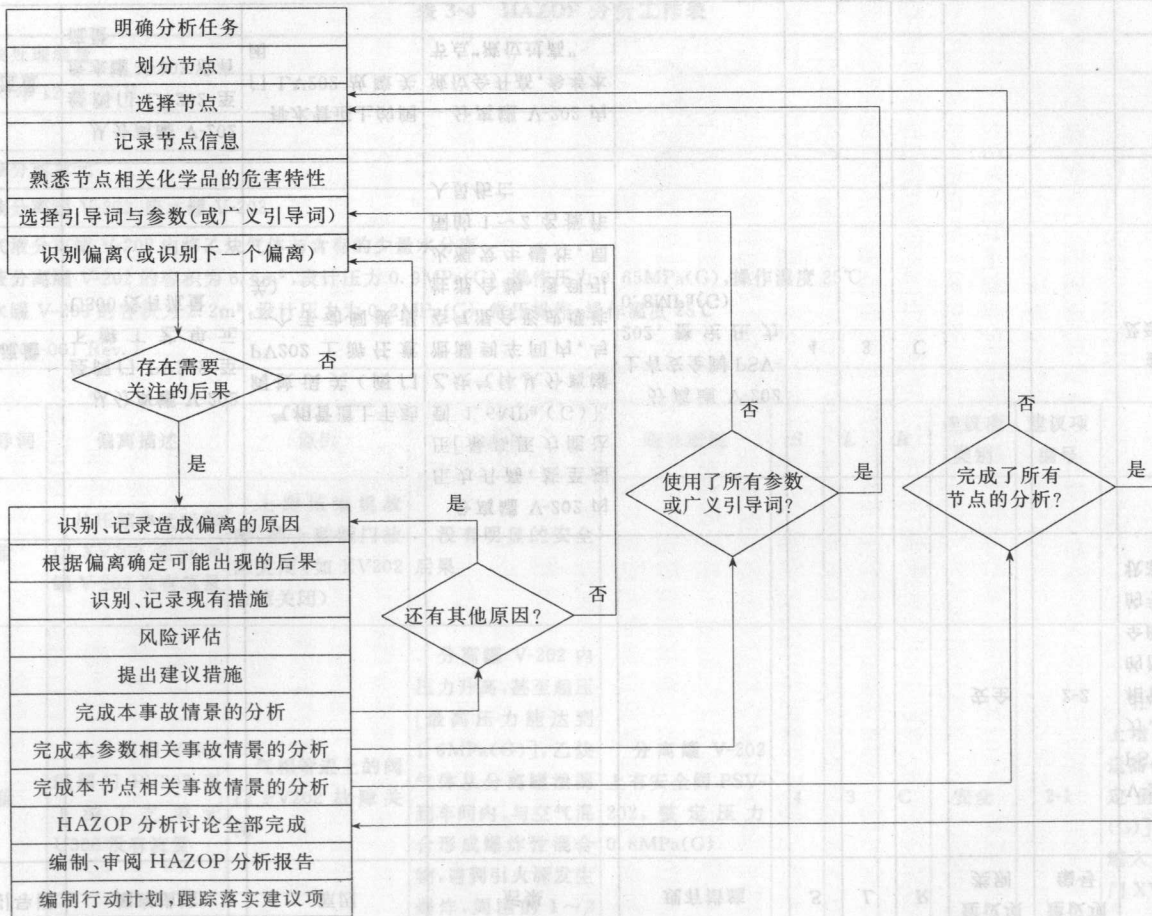 明确分析任务
划分节点
选择节点
记录节点信息
熟悉节点相关化学品的危害特性
选择引导词与参数(或广义引导词)
识别偏离(或识别下一个偏离)
存在需要
关注的后果
否
是
识别、记录造成偏离的原因
根据偏离确定可能出现的后果
识别、记录现有措施
风险评估
提出建议措施
完成本事故情景的分析
完成本参数相关事故情景的分析
完成本节点相关事故情景的分析
HAZOP 分析讨论全部完成
编制、审阅 HAZOP 分析报告
编制行动计划、跟踪落实建议项
是
还有其他原因?
否
否
使用了所有参数
或广义引导词?
是
否
完成了所有
节点的分析?
是